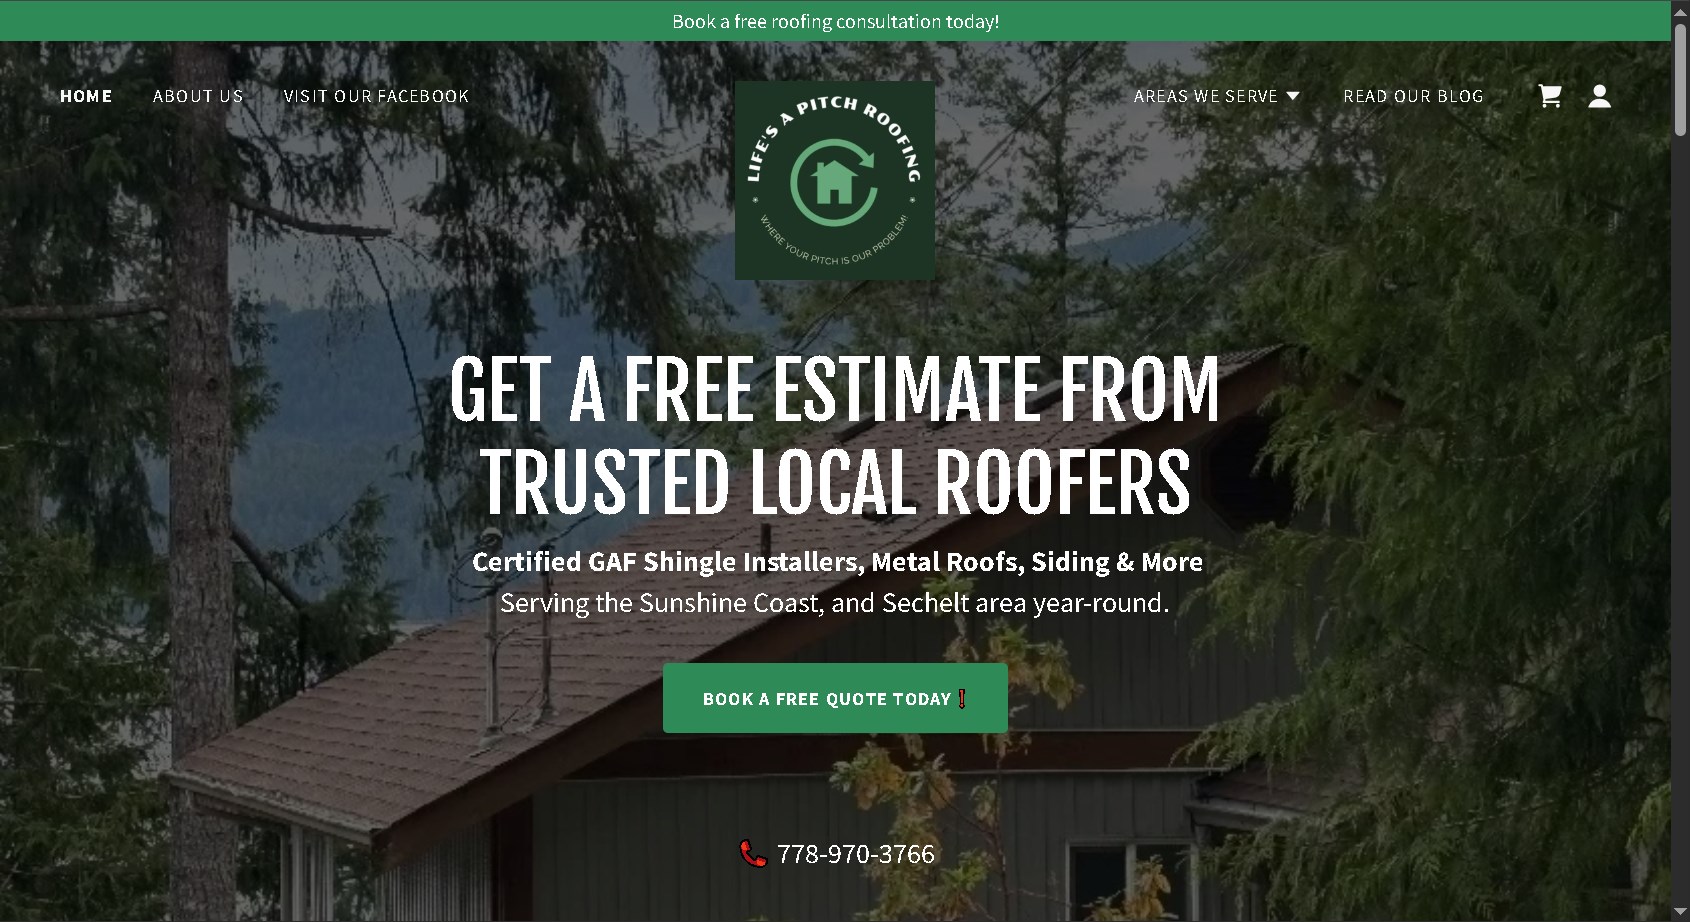 Book a free roofing consultation today!
HOME ABOUT US VISIT OUR FACEBOOK
AREAS WE SERVE READ OUR BLOG
LIFE'S A PITCH ROOFING
WHERE YOUR PITCH IS OUR PROBLEM!
GET A FREE ESTIMATE FROM
TRUSTED LOCAL ROOFERS
Certified GAF Shingle Installers, Metal Roofs, Siding & More
Serving the Sunshine Coast, and Sechelt area year-round.
BOOK A FREE QUOTE TODAY❗
📞 778-970-3766